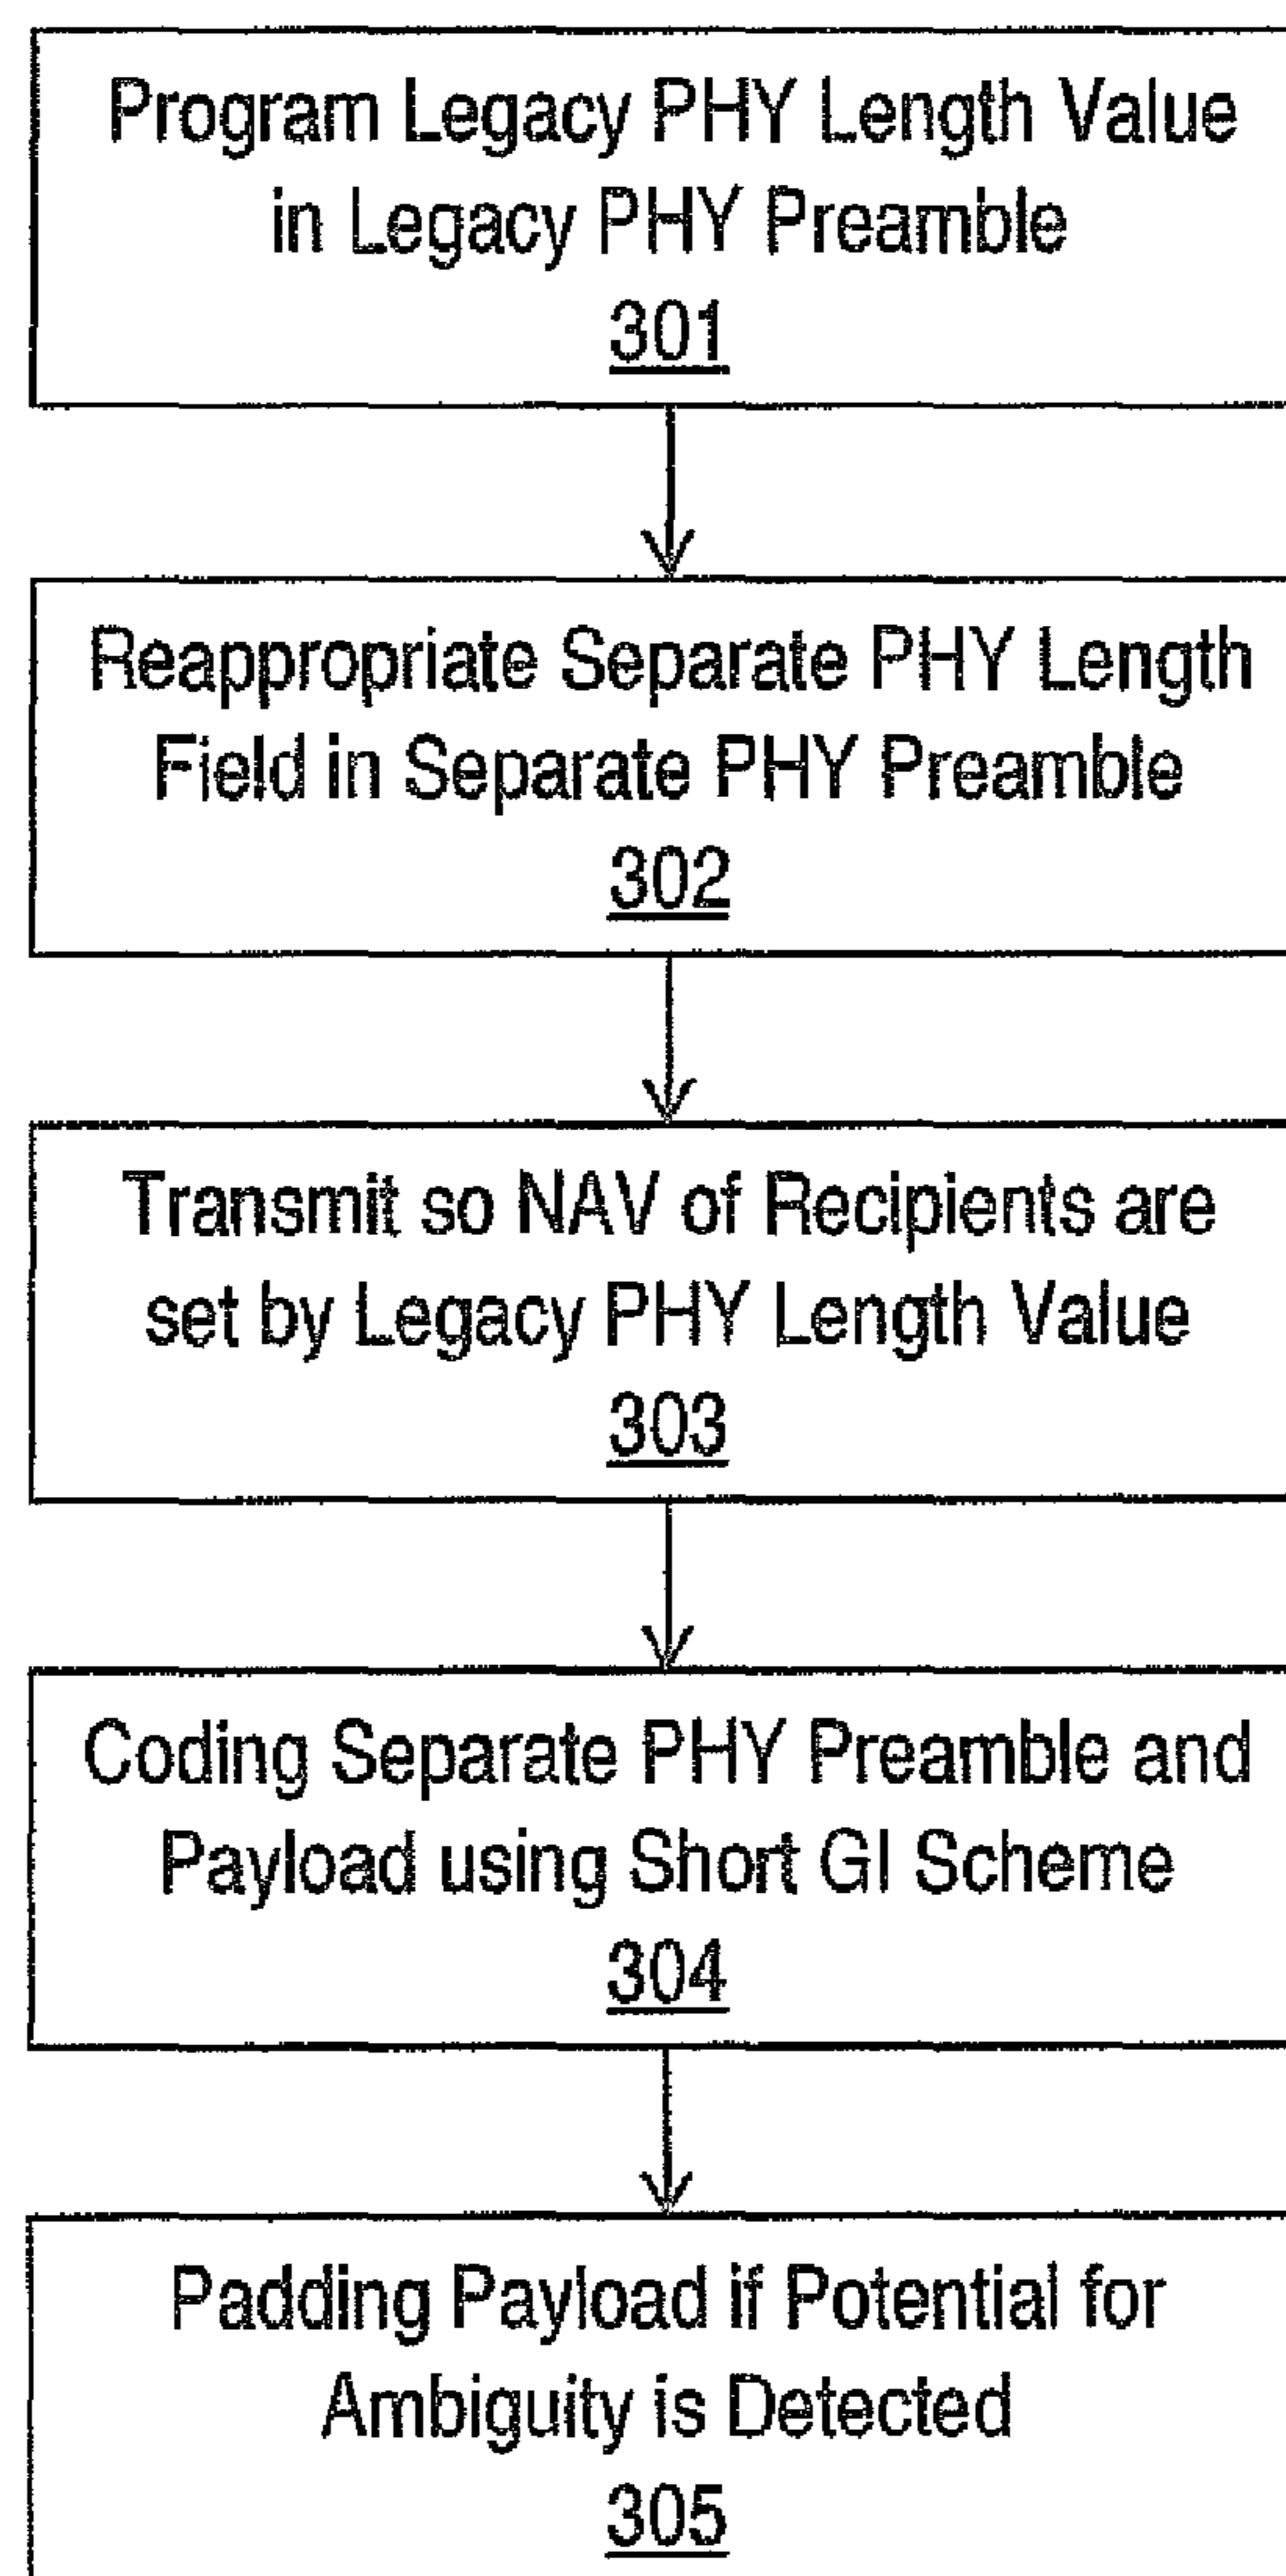 Program Legacy PHY Length Value
in Legacy PHY Preamble
301
Reappropriate Separate PHY Length
Field in Separate PHY Preamble
302
Transmit so NAV of Recipients are
set by Legacy PHY Length Value
303
Coding Separate PHY Preamble and
Payload using Short GI Scheme
304
Padding Payload if Potential for
Ambiguity is Detected
305